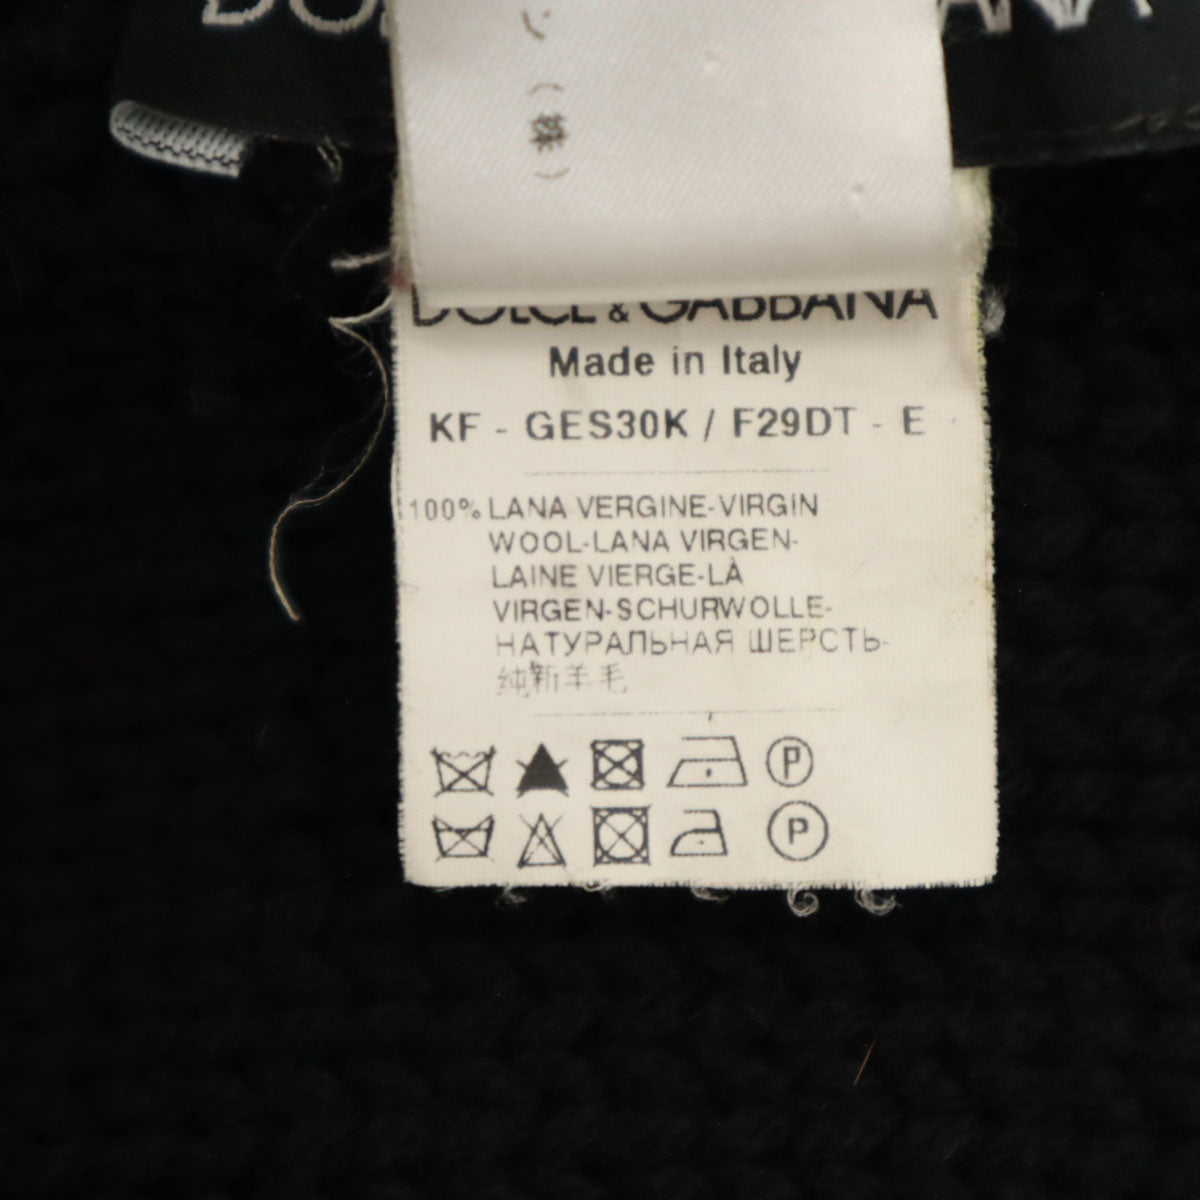 DOLCE & GABBANA
Made in Italy
KF - GES30K / F29DT - E
100% LANA VERGINE-VIRGIN
WOOL-LANA VIRGEN-
LAINE VIERGE-LÀ
VIRGEN-SCHURWOLLE-
НАТУРАЛЬНАЯ ШЕРСТЬ-
纯新羊毛
P
P